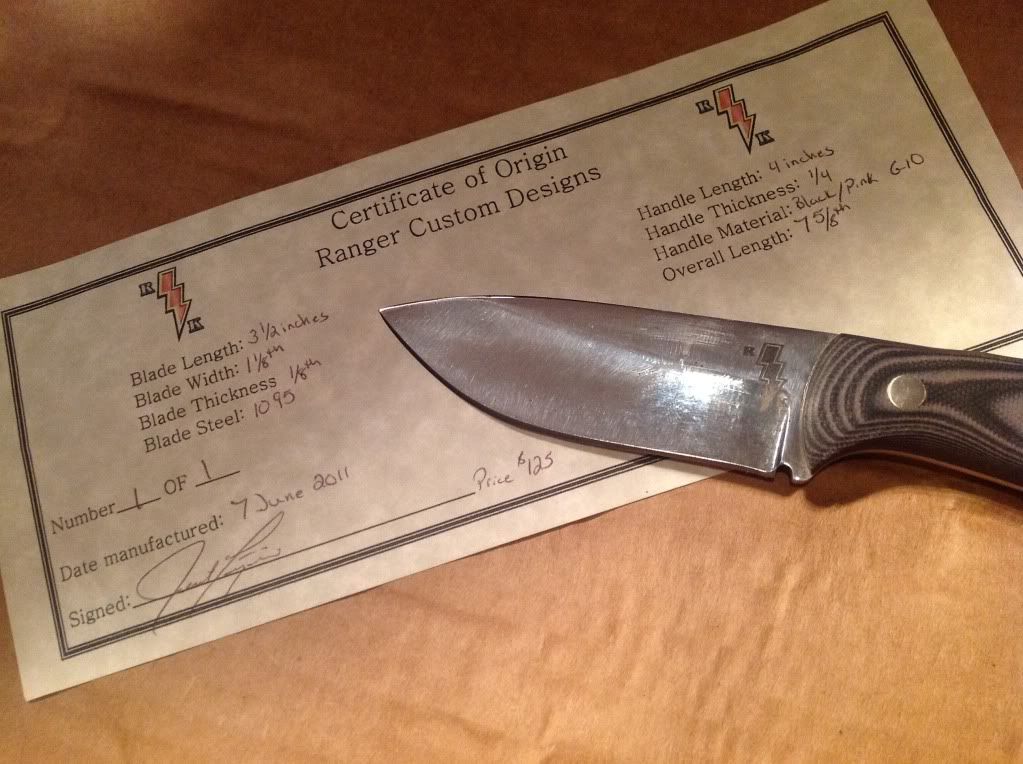 Certificate of Origin
Ranger Custom Designs
R K
R K
Blade Length: 3 1/2 inches
Blade Width: 1 1/8th
Blade Thickness 1/8th
Blade Steel: 1095
Handle Length: 4 inches
Handle Thickness: 1/4
Handle Material: Black/Pink G-10
Overall Length: 7 5/8th
Number 1 OF 1
Date manufactured: 7 June 2011
Signed:
Price $125
R